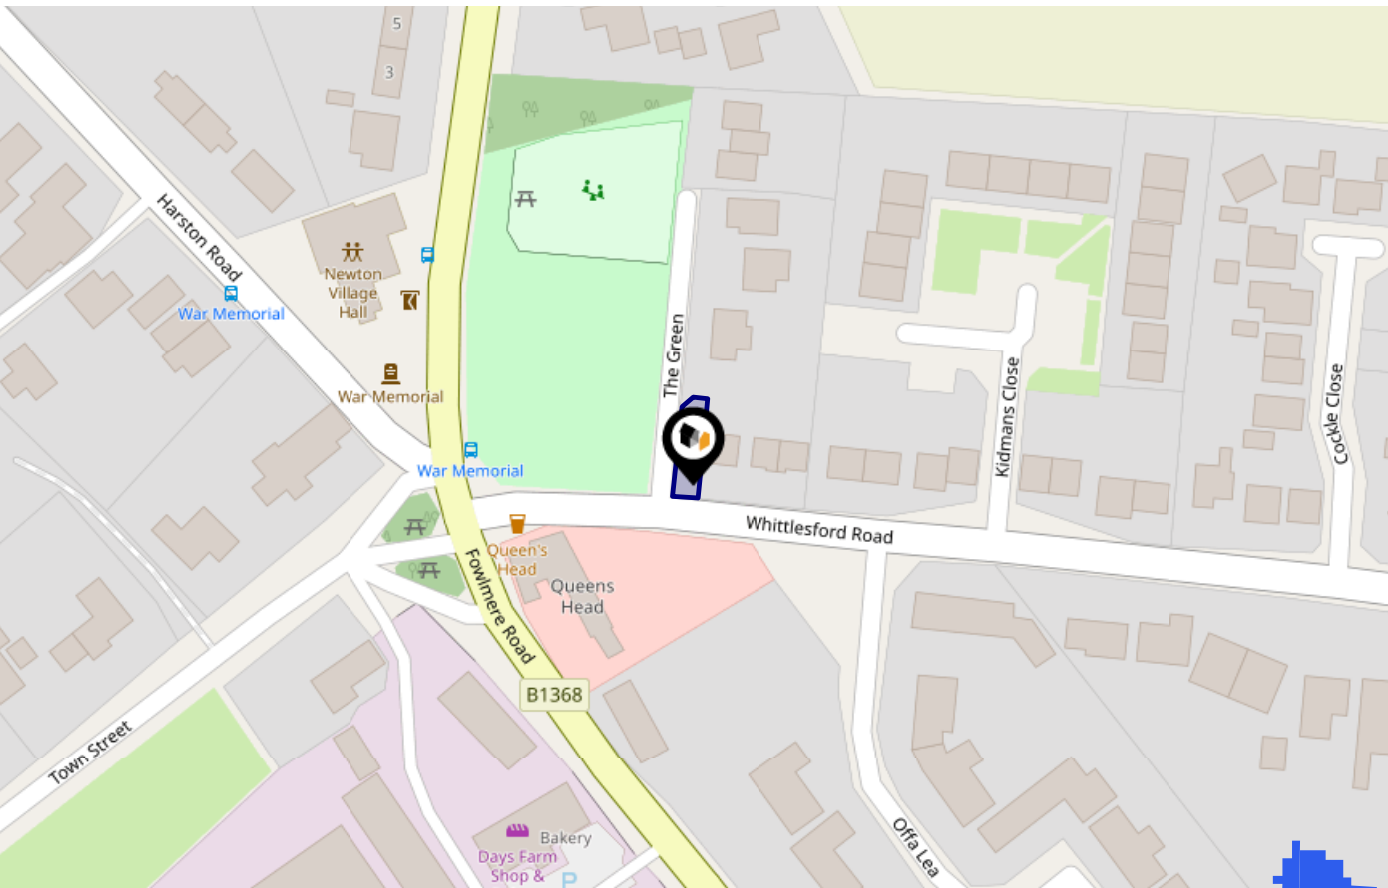 5
3
Harston Road
Newton
Village
Hall
War Memorial
War Memorial
The Green
Kidmans Close
Cockle Close
War Memorial
Whittlesford Road
Queen's
Head
Queens
Head
Fowlmere Road
B1368
Town Street
Bakery
Days Farm
Shop &
P
Offa Lea